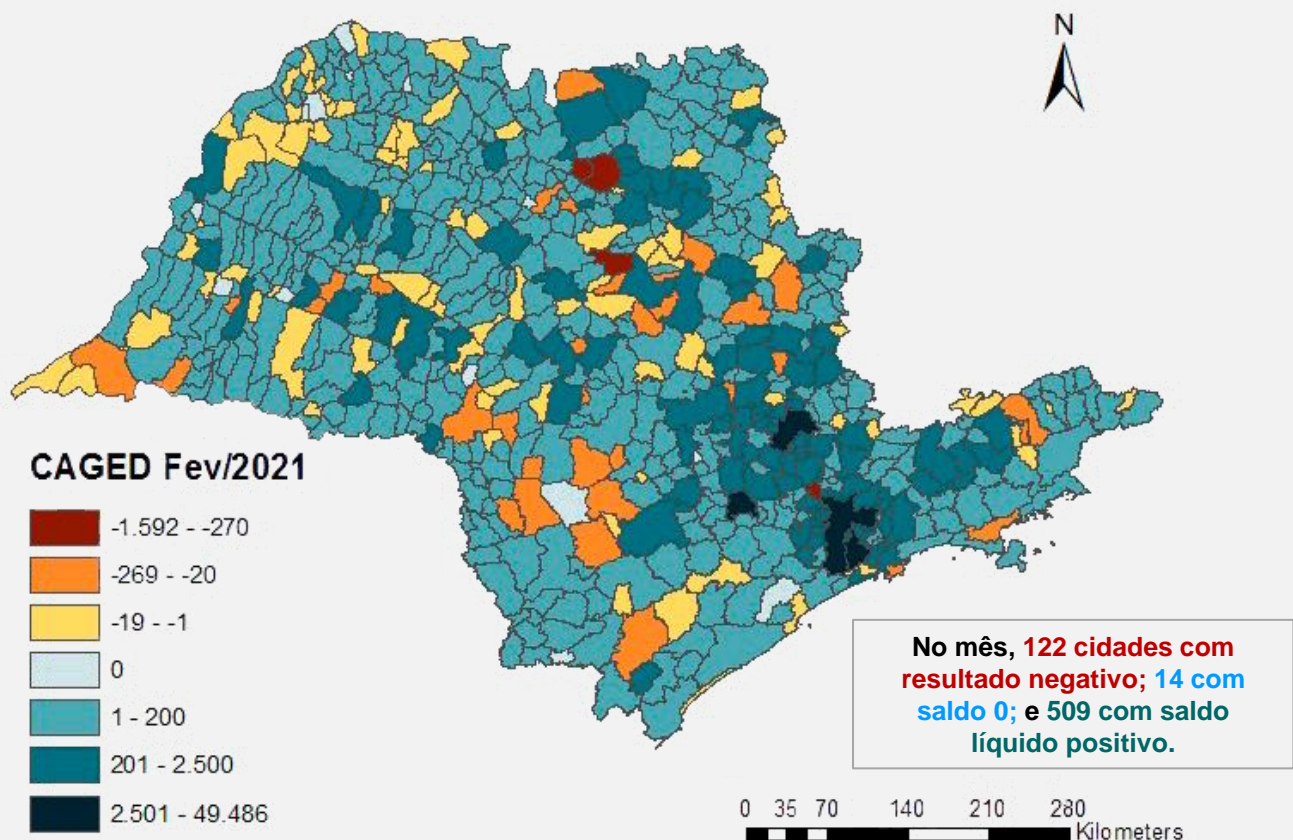 N
CAGED Fev/2021
-1.592 - -270
-269 - -20
-19 - -1
0
1 - 200
201 - 2.500
2.501 - 49.486
No mês, 122 cidades com
resultado negativo; 14 com
saldo 0; e 509 com saldo
líquido positivo.
0 35 70 140 210 280
Kilometers